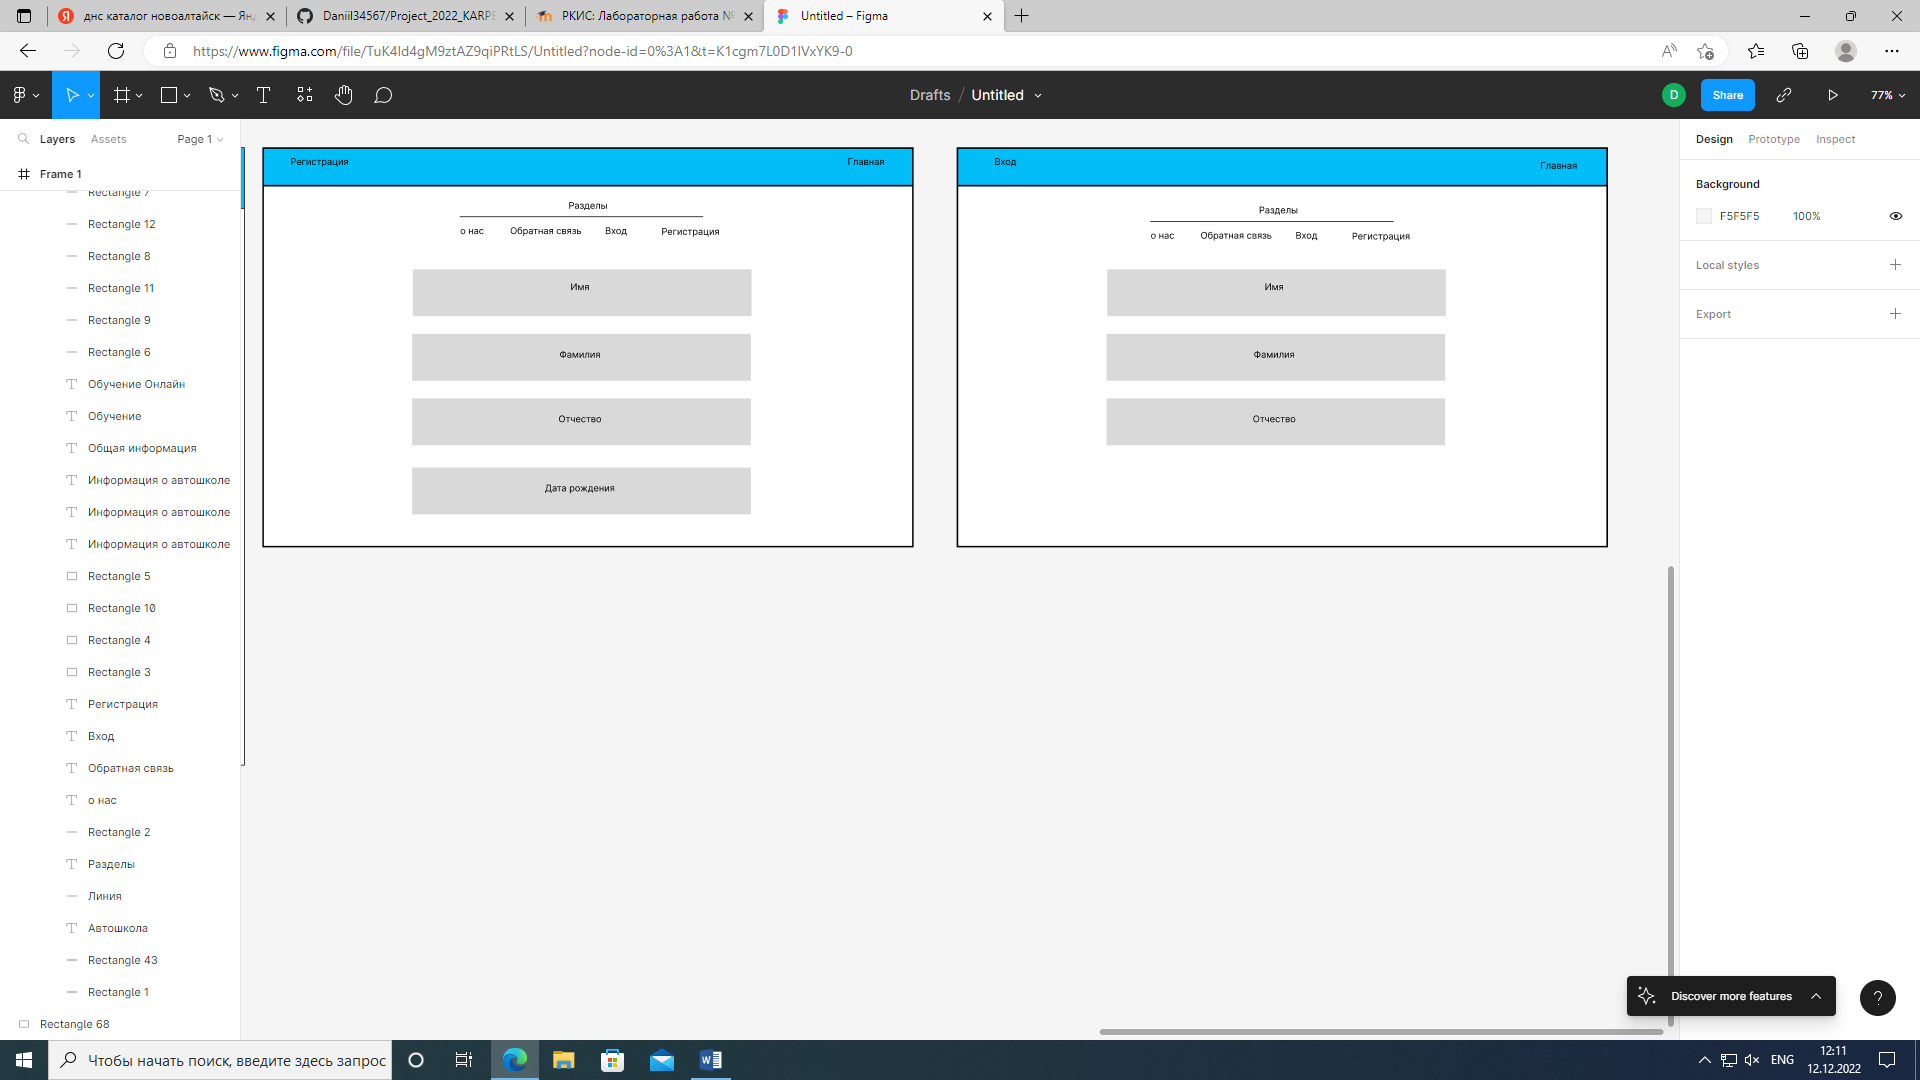 днс каталог новоалтайск — Янд
Daniil34567/Project_2022_KARPE
РКИС: Лабораторная работа №
Untitled – Figma
https://www.figma.com/file/TuK4Id4gM9ztAZ9qiPRtLS/Untitled?node-id=0%3A1&t=K1cgm7L0D1IVxYK9-0
Drafts / Untitled
D
Share
77%
Layers
Assets
Page 1
Frame 1
Rectangle 7
Rectangle 12
Rectangle 8
Rectangle 11
Rectangle 9
Rectangle 6
Обучение Онлайн
Обучение
Общая информация
Информация о автошколе
Информация о автошколе
Информация о автошколе
Rectangle 5
Rectangle 10
Rectangle 4
Rectangle 3
Регистрация
Вход
Обратная связь
о нас
Rectangle 2
Разделы
Линия
Автошкола
Rectangle 43
Rectangle 1
Rectangle 68
Регистрация
Главная
Разделы
о нас
Обратная связь
Вход
Регистрация
Имя
Фамилия
Отчество
Дата рождения
Вход
Главная
Разделы
о нас
Обратная связь
Вход
Регистрация
Имя
Фамилия
Отчество
Design
Prototype
Inspect
Background
F5F5F5
100%
Local styles
Export
Discover more features
?
Чтобы начать поиск, введите здесь запрос
ENG
12:11
12.12.2022